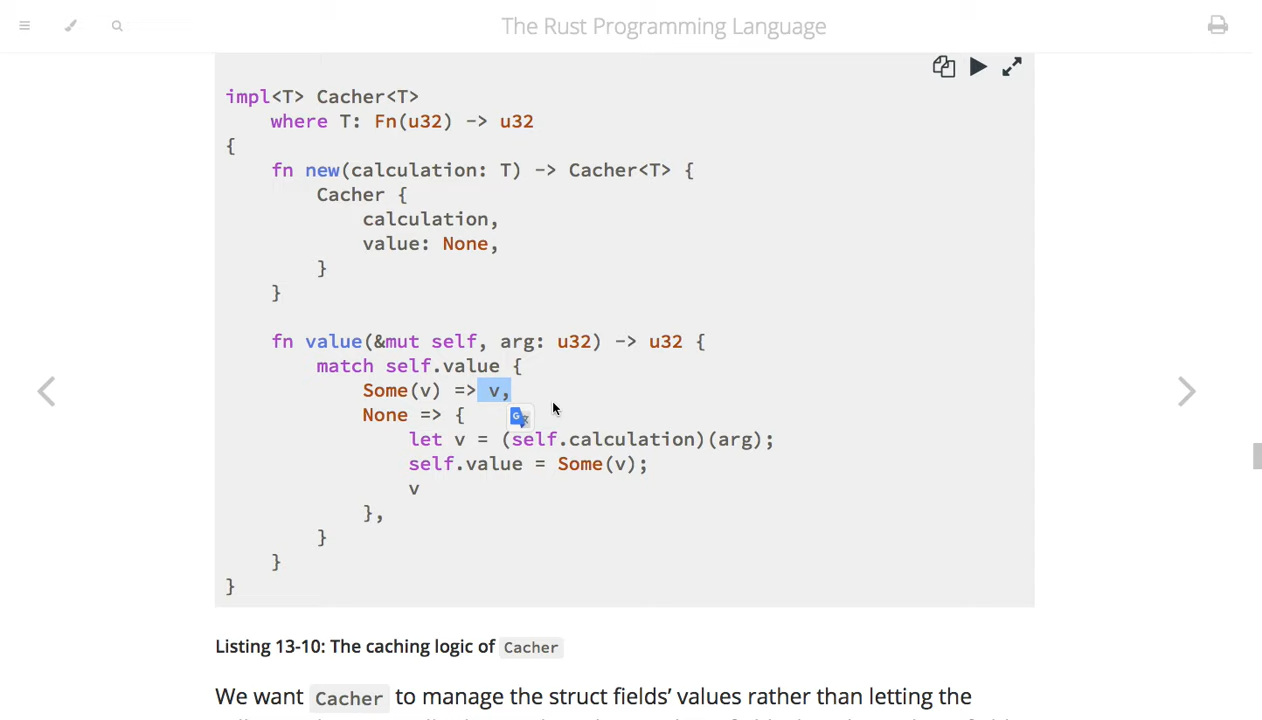 The Rust Programming Language
impl<T> Cacher<T>
    where T: Fn(u32) -> u32
{
    fn new(calculation: T) -> Cacher<T> {
        Cacher {
            calculation,
            value: None,
        }
    }
    fn value(&mut self, arg: u32) -> u32 {
        match self.value {
            Some(v) => v,
            None => {
                let v = (self.calculation)(arg);
                self.value = Some(v);
                v
            },
        }
    }
}
Listing 13-10: The caching logic of Cacher
We want Cacher to manage the struct fields’ values rather than letting the